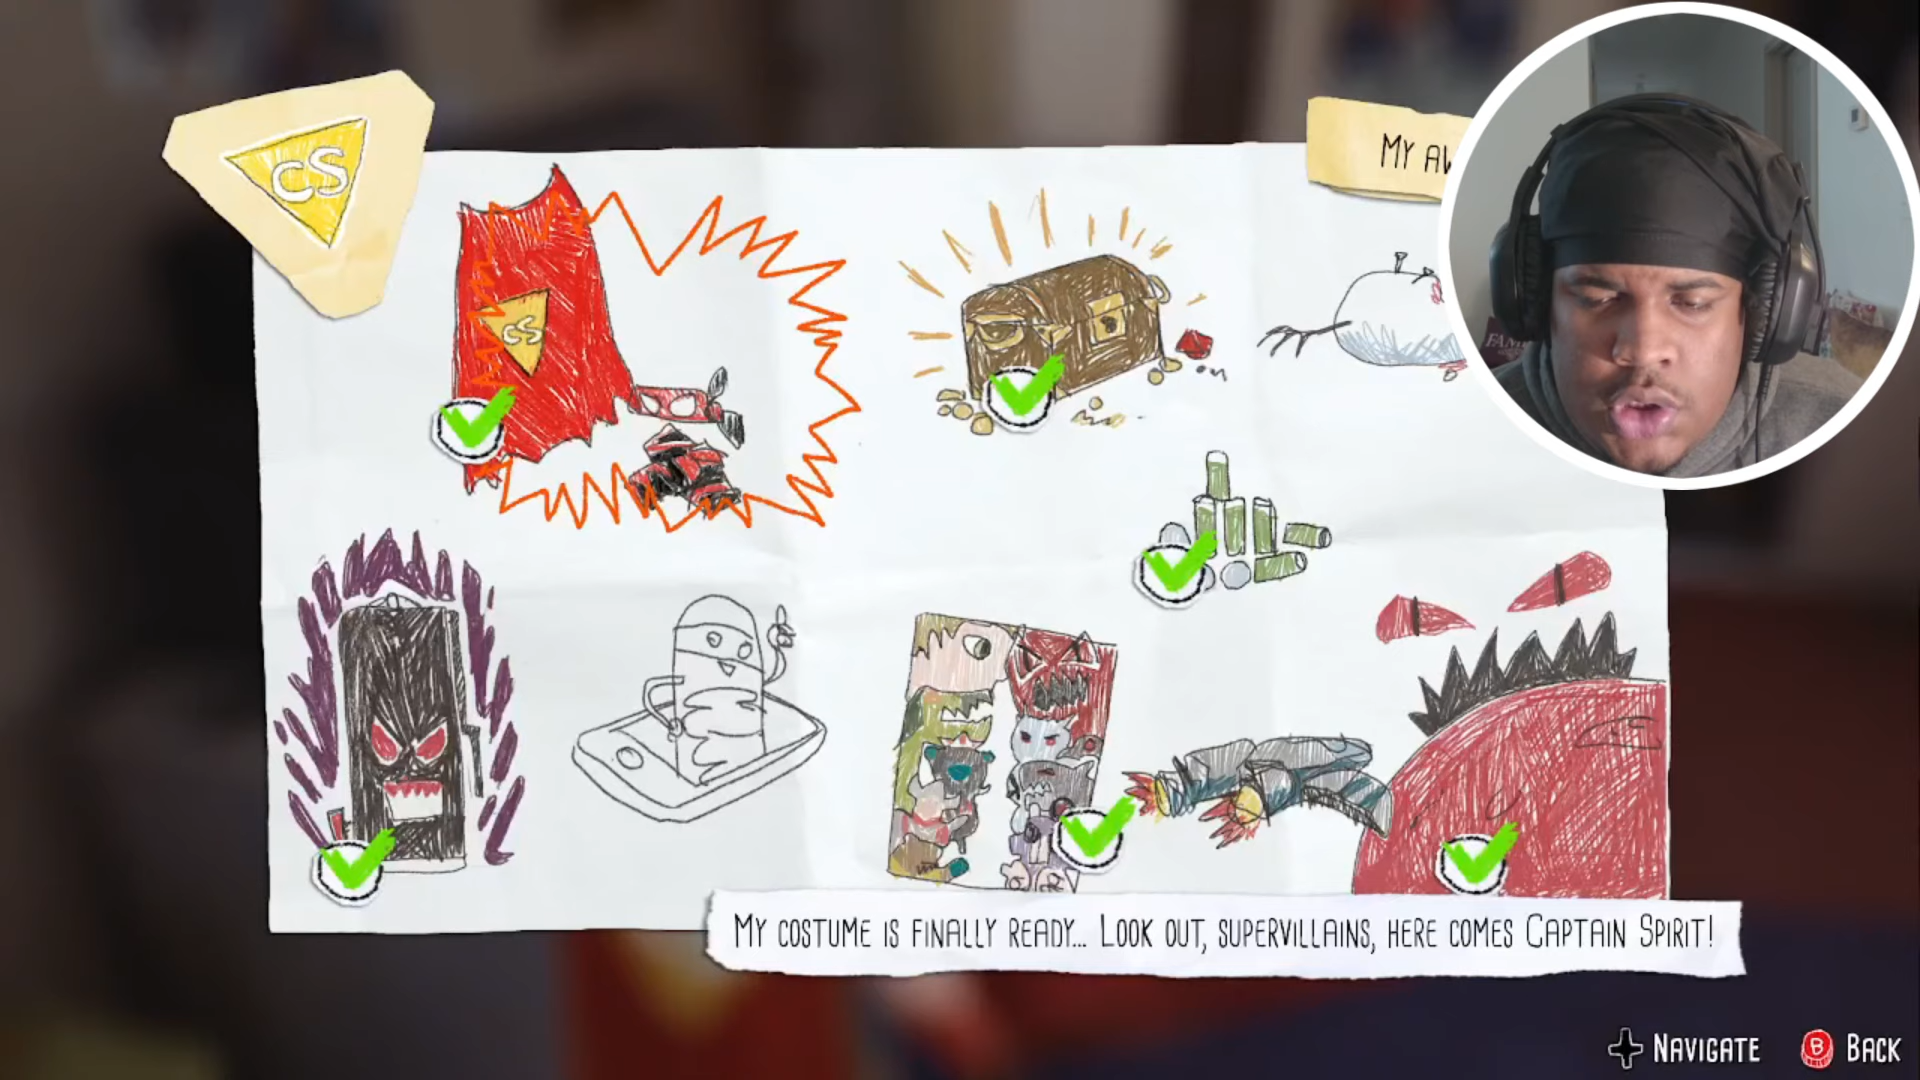 CS
MY AW
CS
MY COSTUME IS FINALLY READY... LOOK OUT, SUPERVILLAINS, HERE COMES CAPTAIN SPIRIT!
NAVIGATE
B BACK